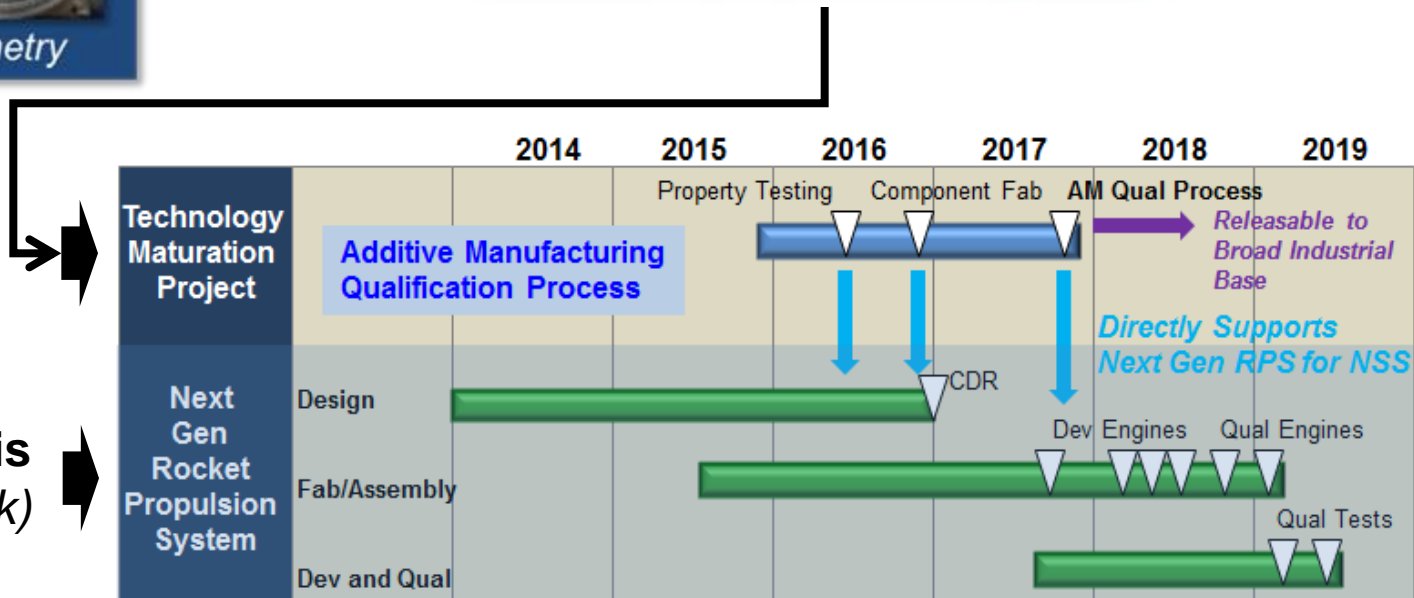 etry
2014 2015 2016 2017 2018 2019
Property Testing Component Fab AM Qual Process
Technology
Maturation
Project
Additive Manufacturing
Qualification Process
Releasable to
Broad Industrial
Base
Directly Supports
Next Gen RPS for NSS
Next
Gen
Rocket
Propulsion
System
Design
CDR
Dev Engines Qual Engines
is
k)
Fab/Assembly
Qual Tests
Dev and Qual